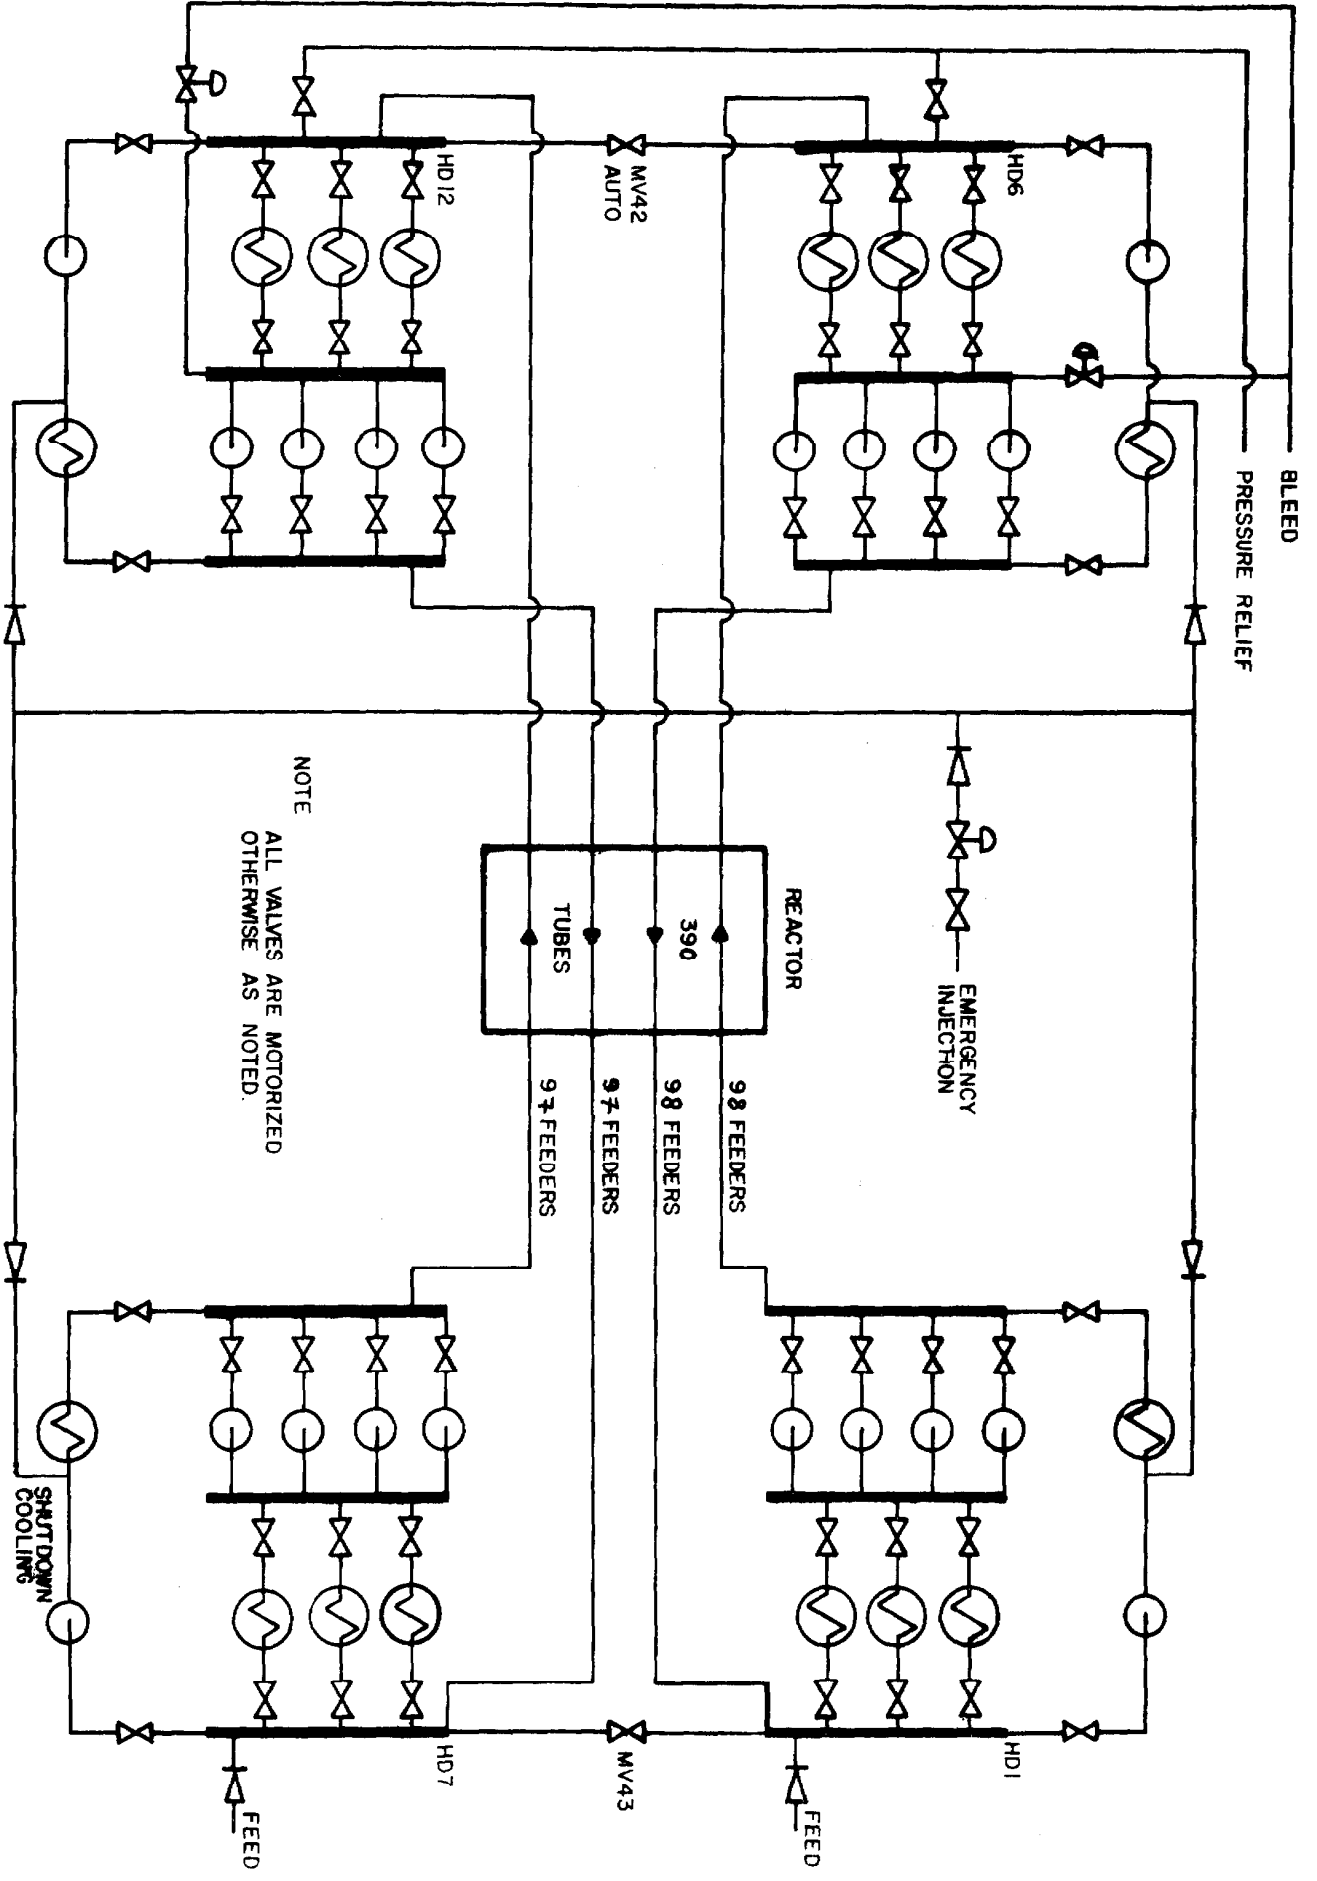 BLEED
PRESSURE RELIEF
HD6
MV42
AUTO
HD12
EMERGENCY
INJECTION
REACTOR
390
TUBES
NOTE
ALL VALVES ARE MOTORIZED
OTHERWISE AS NOTED.
98 FEEDERS
98 FEEDERS
97 FEEDERS
97 FEEDERS
SHUTDOWN
COOLING
HD1
MV43
HD7
FEED
FEED